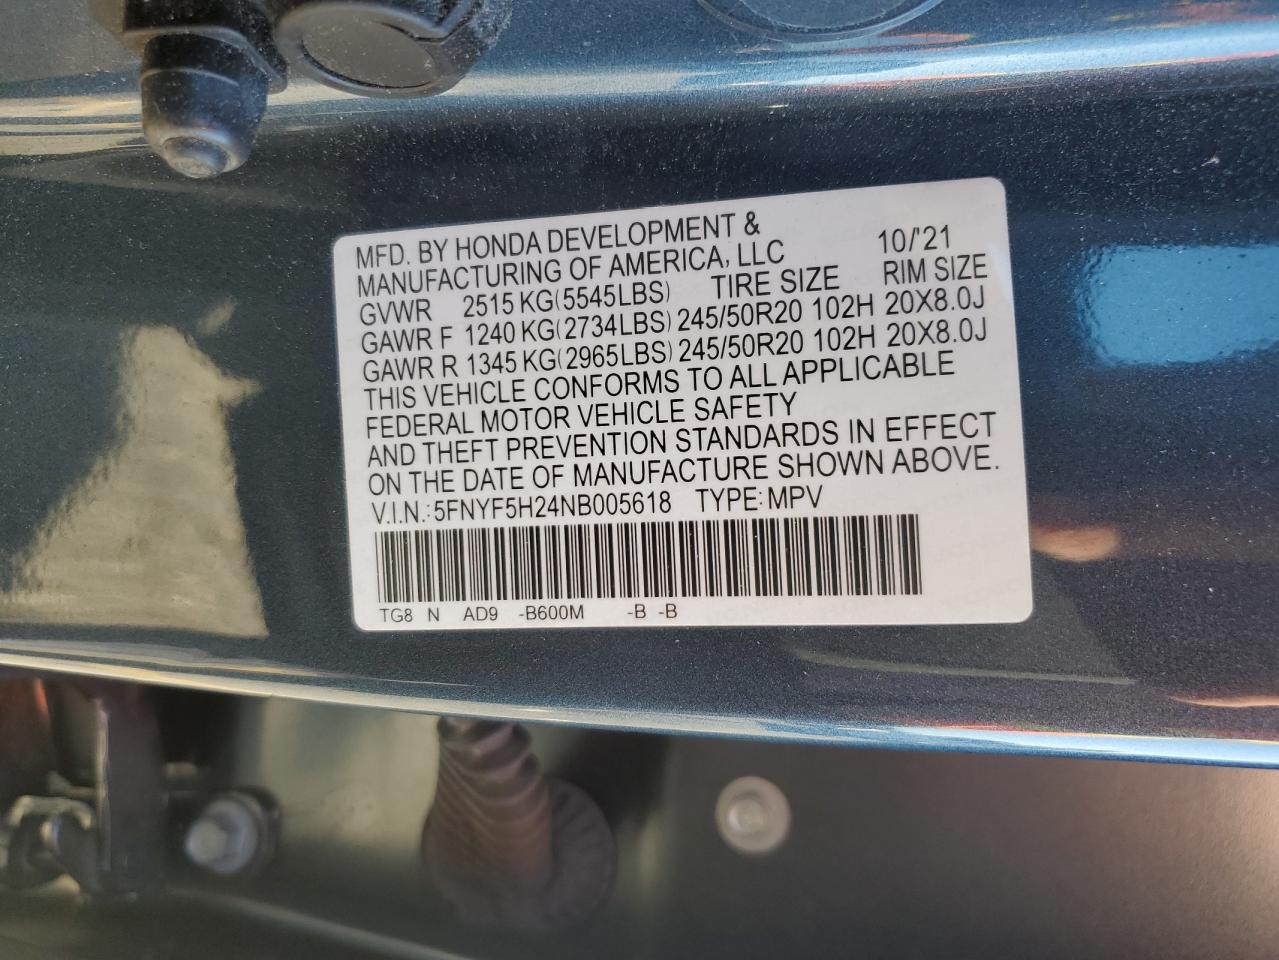 MFD. BY HONDA DEVELOPMENT &
MANUFACTURING OF AMERICA, LLC 10/'21
GVWR 2515 KG(5545LBS) TIRE SIZE RIM SIZE
GAWR F 1240 KG(2734LBS) 245/50R20 102H 20X8.0J
GAWR R 1345 KG(2965LBS) 245/50R20 102H 20X8.0J
THIS VEHICLE CONFORMS TO ALL APPLICABLE
FEDERAL MOTOR VEHICLE SAFETY
AND THEFT PREVENTION STANDARDS IN EFFECT
ON THE DATE OF MANUFACTURE SHOWN ABOVE.
V.I.N.:5FNYF5H24NB005618 TYPE:MPV
TG8 N AD9 -B600M -B -B